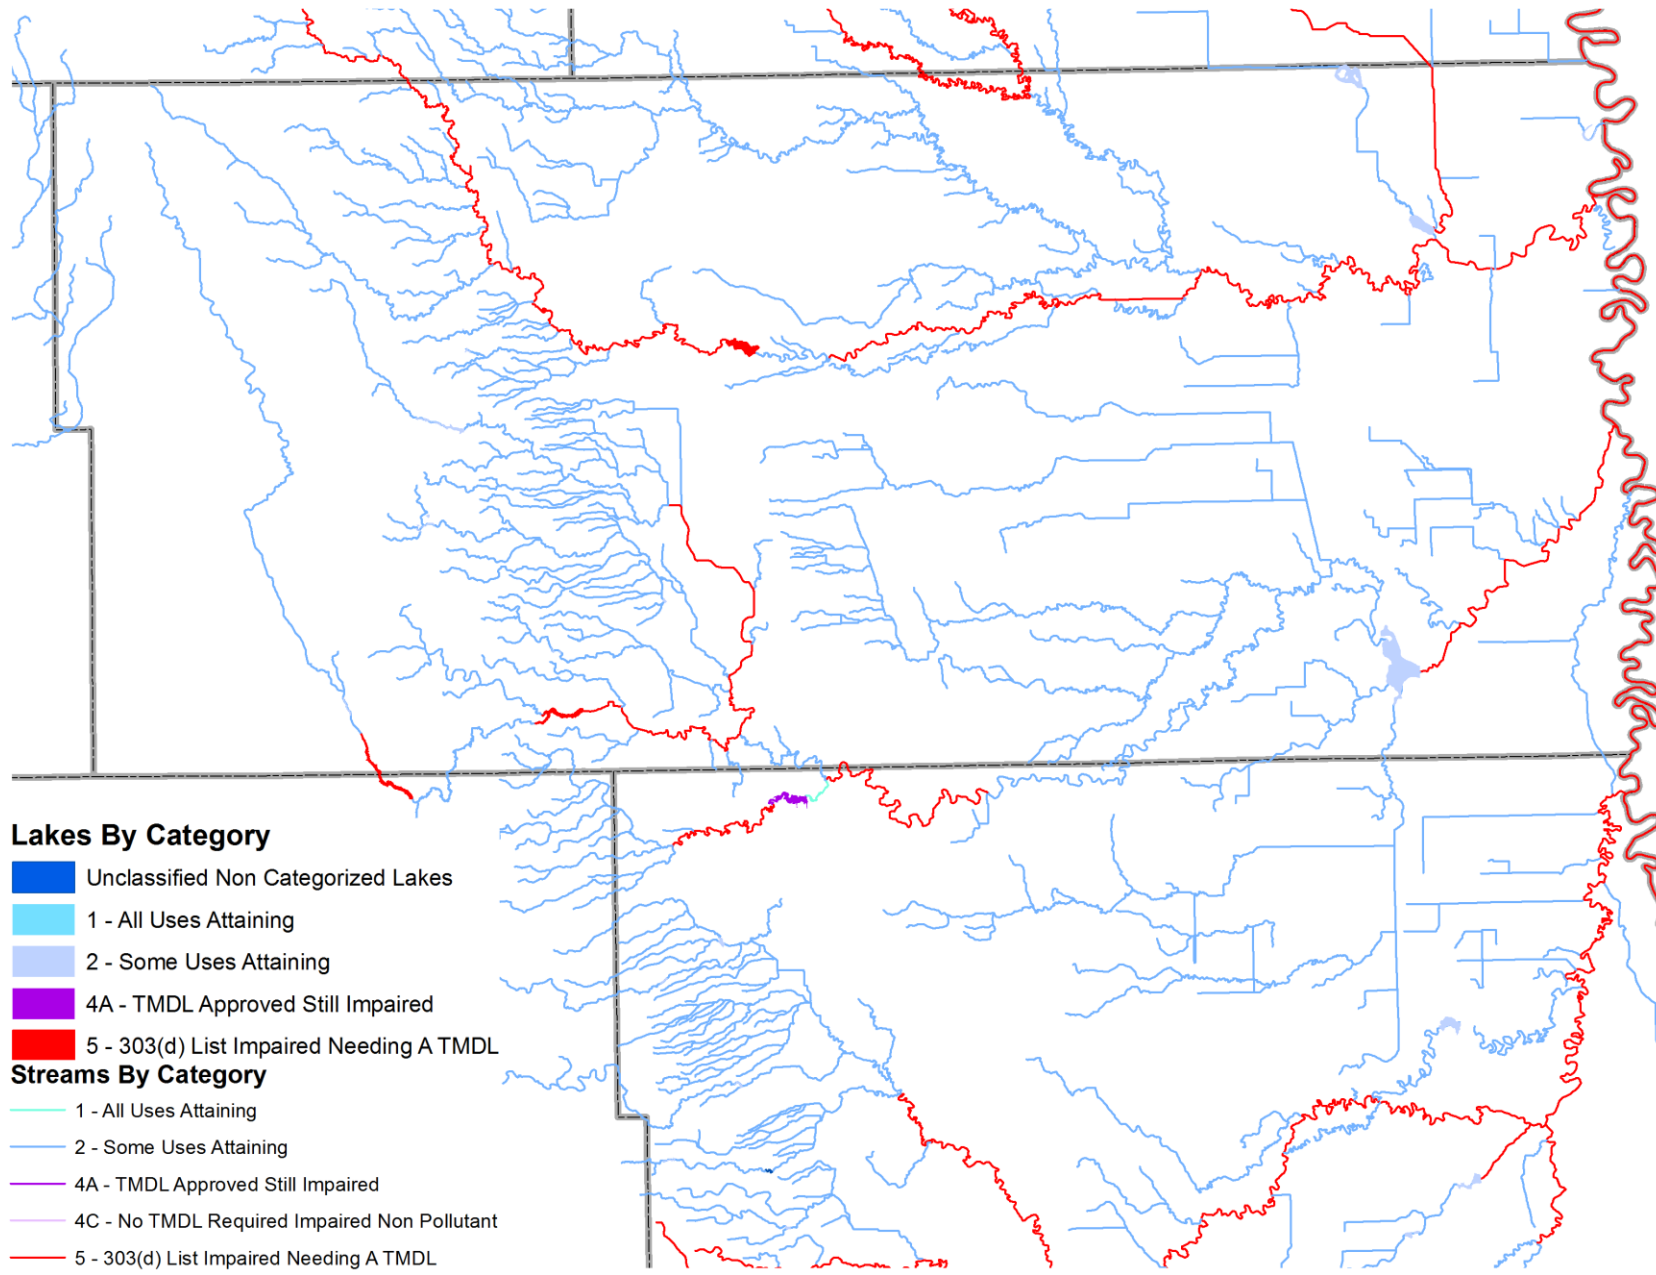 Lakes By Category
Unclassified Non Categorized Lakes
1 - All Uses Attaining
2 - Some Uses Attaining
4A - TMDL Approved Still Impaired
5 - 303(d) List Impaired Needing A TMDL
Streams By Category
1 - All Uses Attaining
2 - Some Uses Attaining
4A - TMDL Approved Still Impaired
4C - No TMDL Required Impaired Non Pollutant
5 - 303(d) List Impaired Needing A TMDL